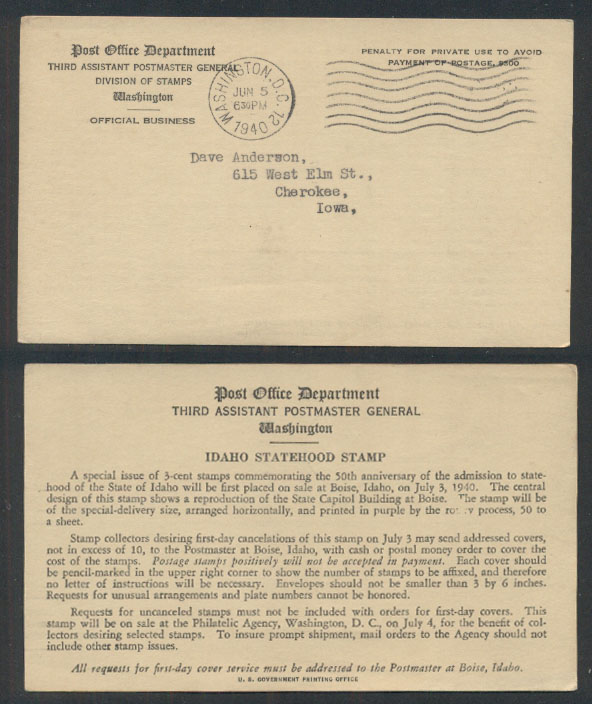 Post Office Department
THIRD ASSISTANT POSTMASTER GENERAL
DIVISION OF STAMPS
Washington
OFFICIAL BUSINESS
WASHINGTON, D.C. 12
JUN 5
630PM
1940
PENALTY FOR PRIVATE USE TO AVOID
PAYMENT OF POSTAGE, $300
Dave Anderson,
615 West Elm St.,
Cherokee,
Iowa,
Post Office Department
THIRD ASSISTANT POSTMASTER GENERAL
Washington
IDAHO STATEHOOD STAMP
A special issue of 3-cent stamps commemorating the 50th anniversary of the admission to state-
hood of the State of Idaho will be first placed on sale at Boise, Idaho, on July 3, 1940. The central
design of this stamp shows a reproduction of the State Capitol Building at Boise. The stamp will be
of the special-delivery size, arranged horizontally, and printed in purple by the rotary process, 50 to
a sheet.
Stamp collectors desiring first-day cancelations of this stamp on July 3 may send addressed covers,
not in excess of 10, to the Postmaster at Boise, Idaho, with cash or postal money order to cover the
cost of the stamps. Postage stamps positively will not be accepted in payment. Each cover should
be pencil-marked in the upper right corner to show the number of stamps to be affixed, and therefore
no letter of instructions will be necessary. Envelopes should not be smaller than 3 by 6 inches.
Requests for unusual arrangements and plate numbers cannot be honored.
Requests for uncanceled stamps must not be included with orders for first-day covers. This
stamp will be on sale at the Philatelic Agency, Washington, D. C., on July 4, for the benefit of col-
lectors desiring selected stamps. To insure prompt shipment, mail orders to the Agency should not
include other stamp issues.
All requests for first-day cover service must be addressed to the Postmaster at Boise, Idaho.
U. S. GOVERNMENT PRINTING OFFICE